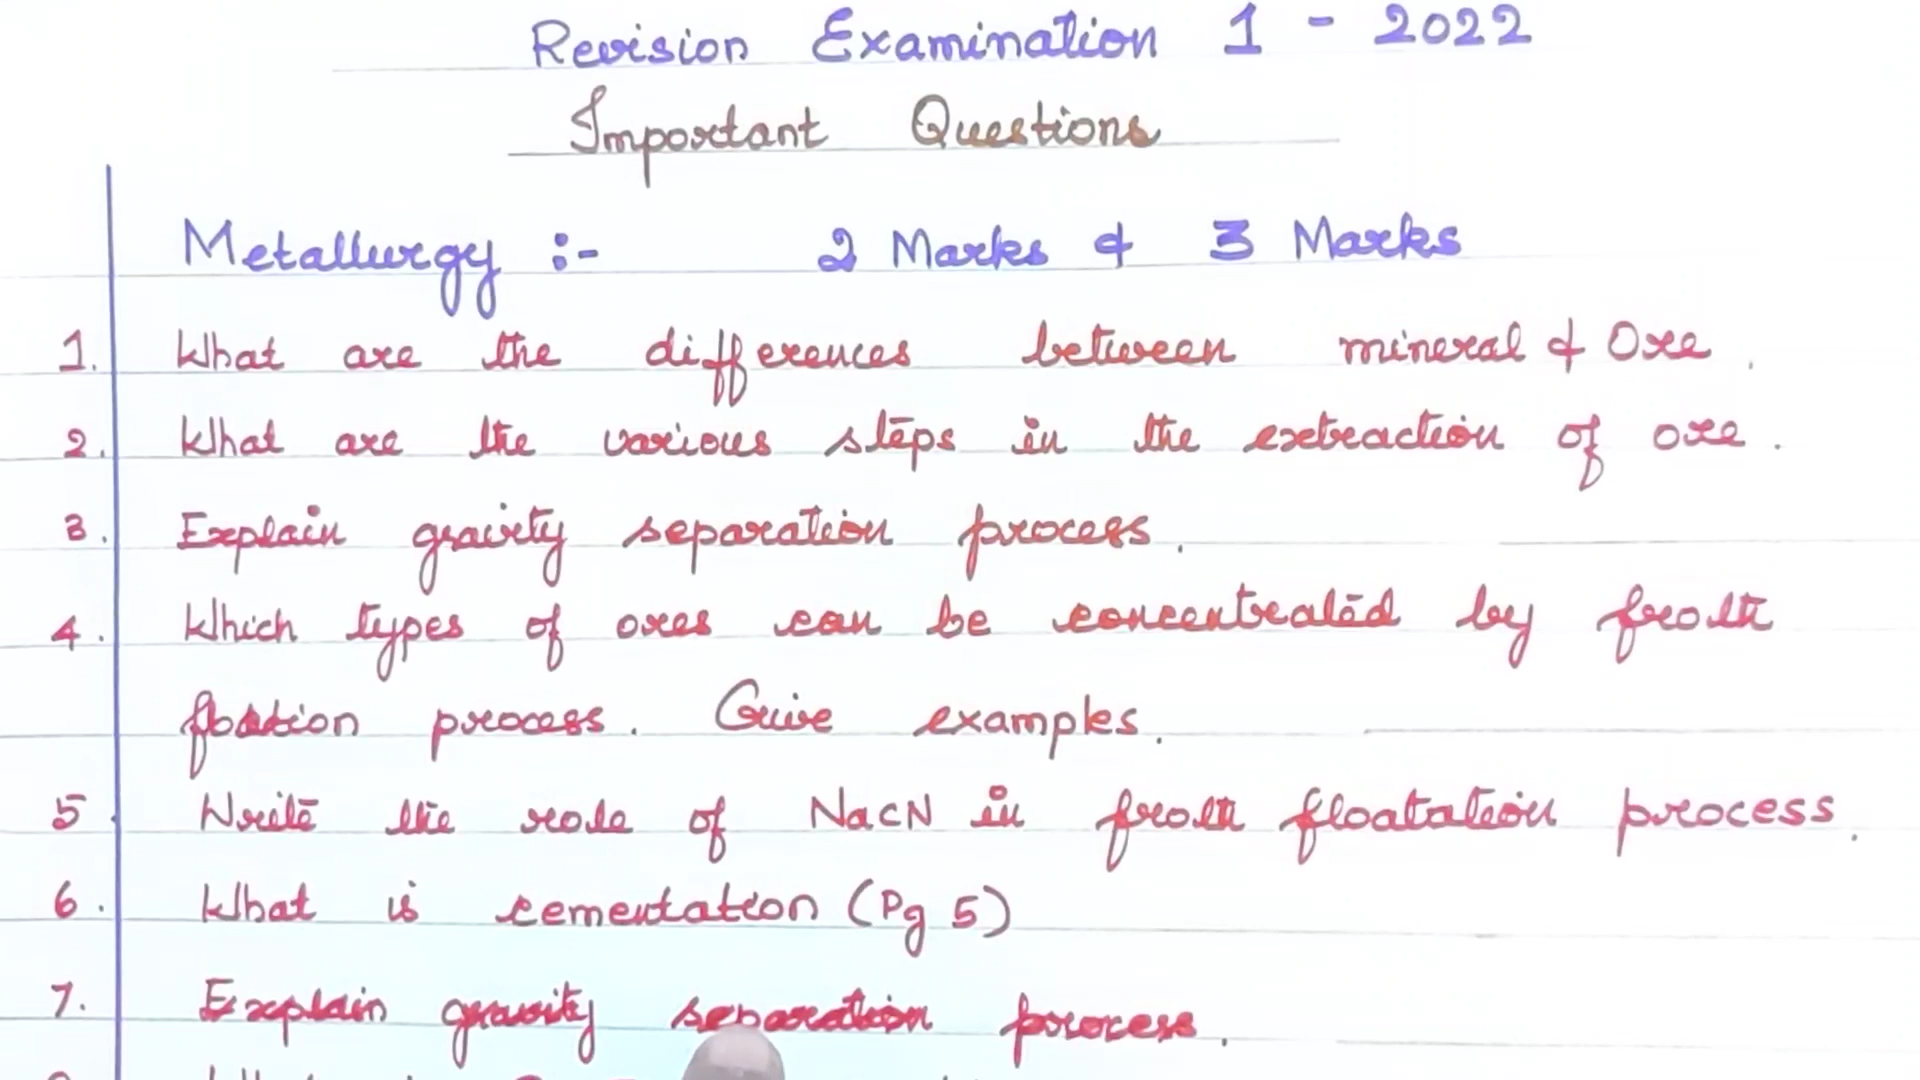 Revision Examination 1 - 2022
Important Questions
Metallurgy :- 2 Marks & 3 Marks
1. What are the differences between mineral & Ore.
2. What are the various steps in the extraction of ore.
3. Explain gravity separation process.
4. Which types of ores can be concentrated by froth
floation process. Give examples.
5. Write the role of NaCN in froth floatation process.
6. What is cementation (Pg 5)
7. Explain gravity separation process.